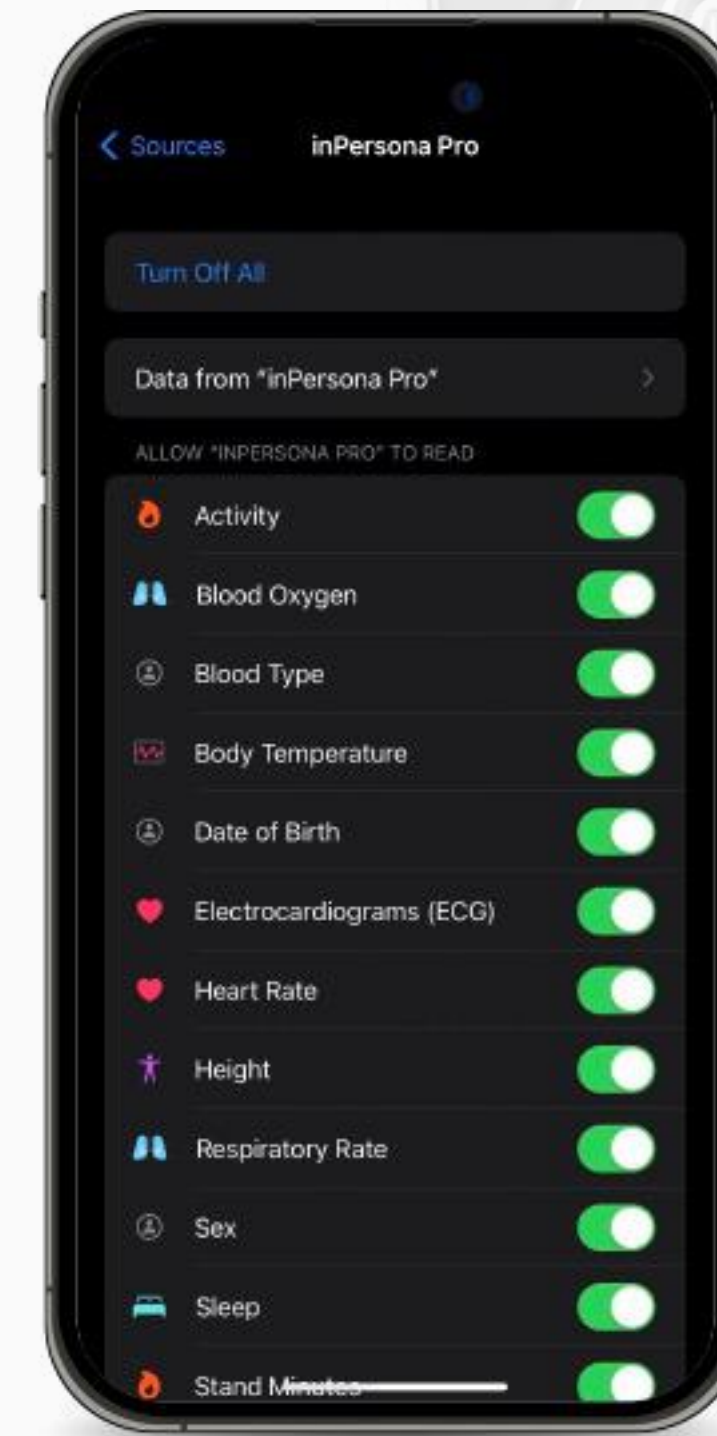 Sources
inPersona Pro
Turn Off All
Data from "inPersona Pro"
ALLOW "INPERSONA PRO" TO READ
Activity
Blood Oxygen
Blood Type
Body Temperature
Date of Birth
Electrocardiograms (ECG)
Heart Rate
Height
Respiratory Rate
Sex
Sleep
Stand Minutes